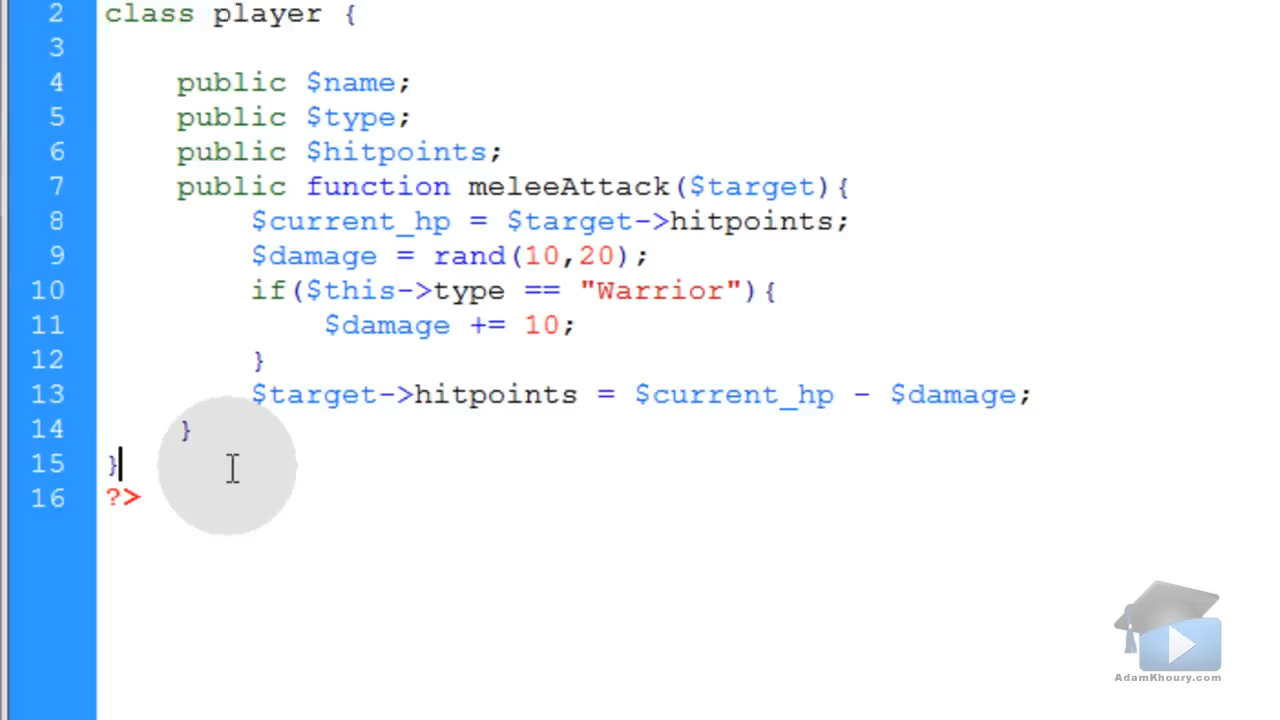 2 class player {
3
4 public $name;
5 public $type;
6 public $hitpoints;
7 public function meleeAttack($target){
8 $current_hp = $target->hitpoints;
9 $damage = rand(10,20);
10 if($this->type == "Warrior"){
11 $damage += 10;
12 }
13 $target->hitpoints = $current_hp - $damage;
14 }
15 }
16 ?>
AdamKhoury.com